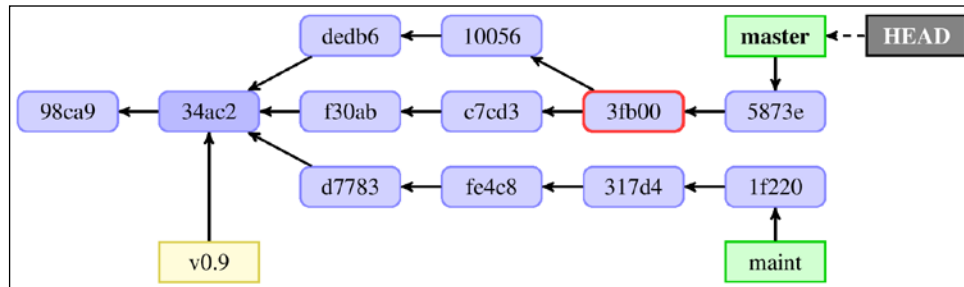 dedb6 10056 master HEAD
98ca9 34ac2 f30ab c7cd3 3fb00 5873e
d7783 fe4c8 317d4 1f220
v0.9 maint